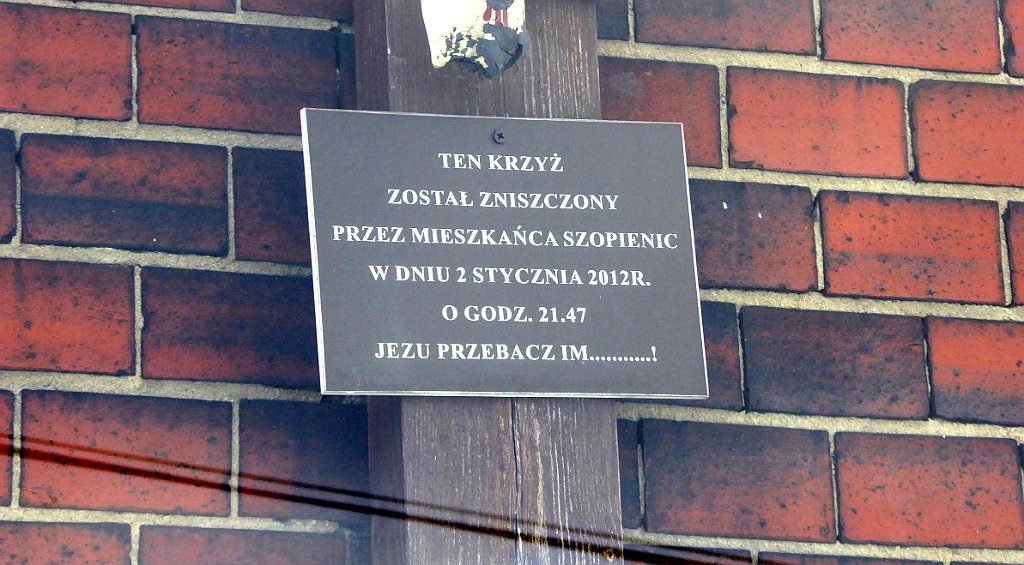 TEN KRZYŻ
ZOSTAŁ ZNISZCZONY
PRZEZ MIESZKAŃCA SZOPIENIC
W DNIU 2 STYCZNIA 2012R.
O GODZ. 21.47
JEZU PRZEBACZ IM...........!